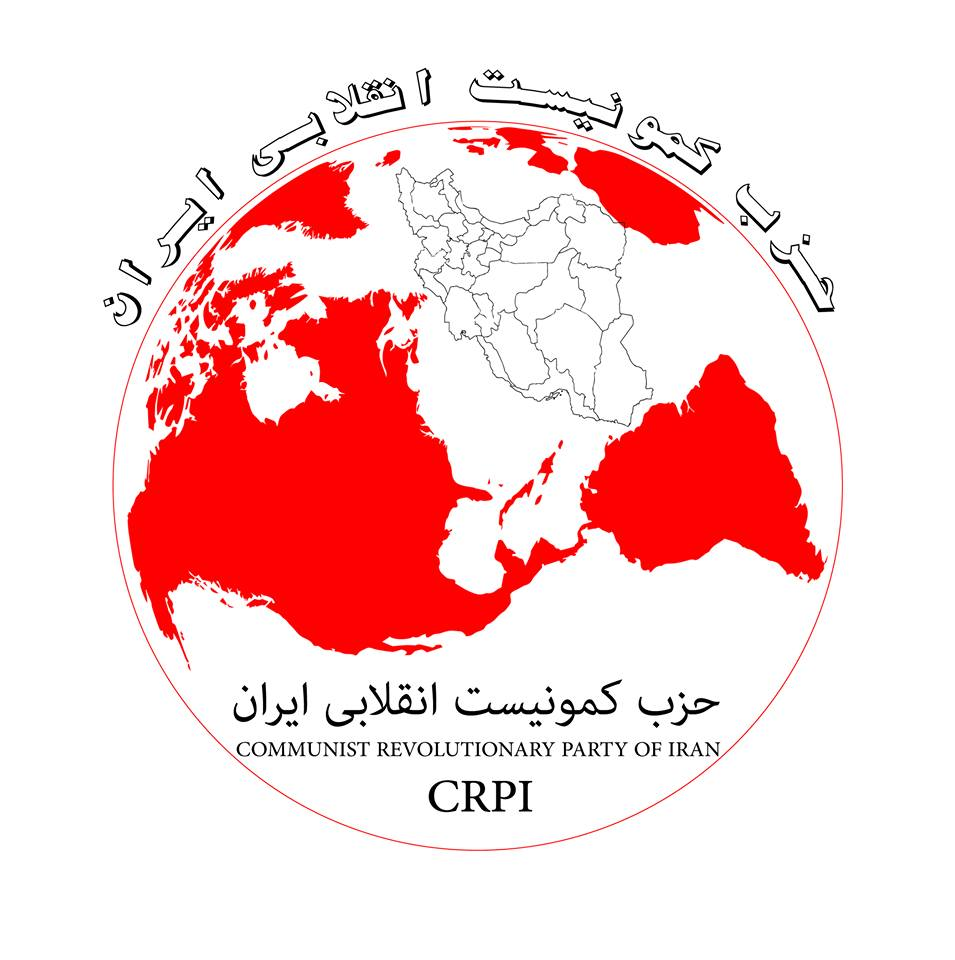 حزب کمونیست انقلابی ایران
حزب کمونیست انقلابی ایران
COMMUNIST REVOLUTIONARY PARTY OF IRAN
CRPI